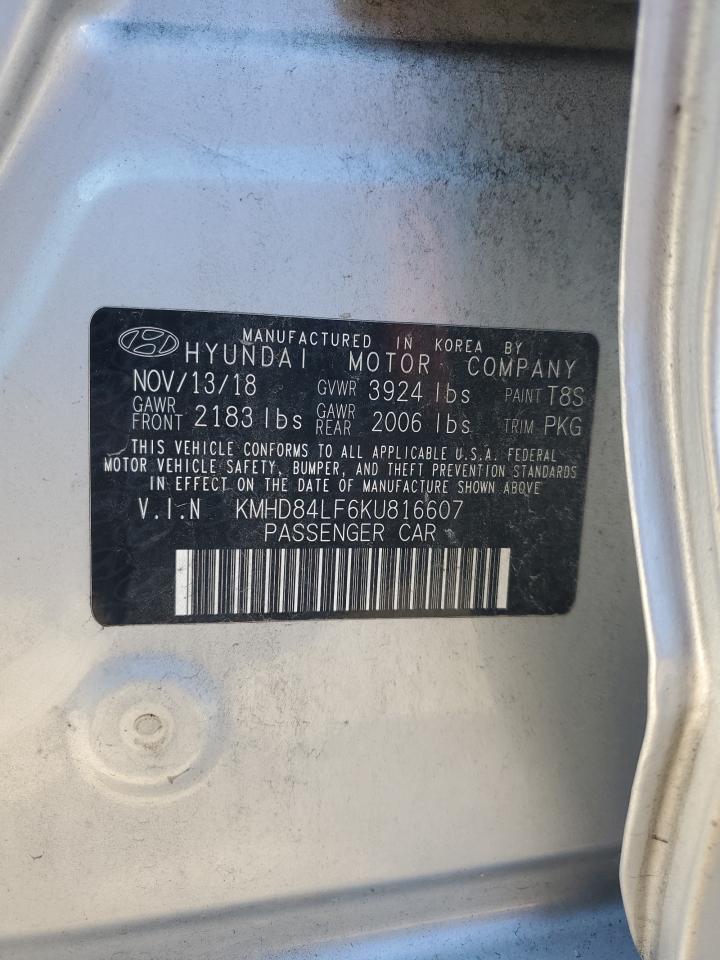 MANUFACTURED IN KOREA BY
HYUNDAI MOTOR COMPANY
NOV/13/18 GVWR 3924 lbs PAINT T8S
GAWR FRONT 2183 lbs GAWR REAR 2006 lbs TRIM PKG
THIS VEHICLE CONFORMS TO ALL APPLICABLE U.S.A. FEDERAL
MOTOR VEHICLE SAFETY, BUMPER, AND THEFT PREVENTION STANDARDS
IN EFFECT ON THE DATE OF MANUFACTURE SHOWN ABOVE.
V.I.N KMHD84LF6KU816607
PASSENGER CAR